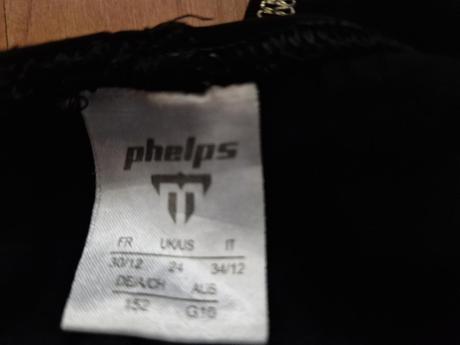 phelps
FR UK/US IT
30/12 24 34/12
DE/A/CH AUS
152 G10